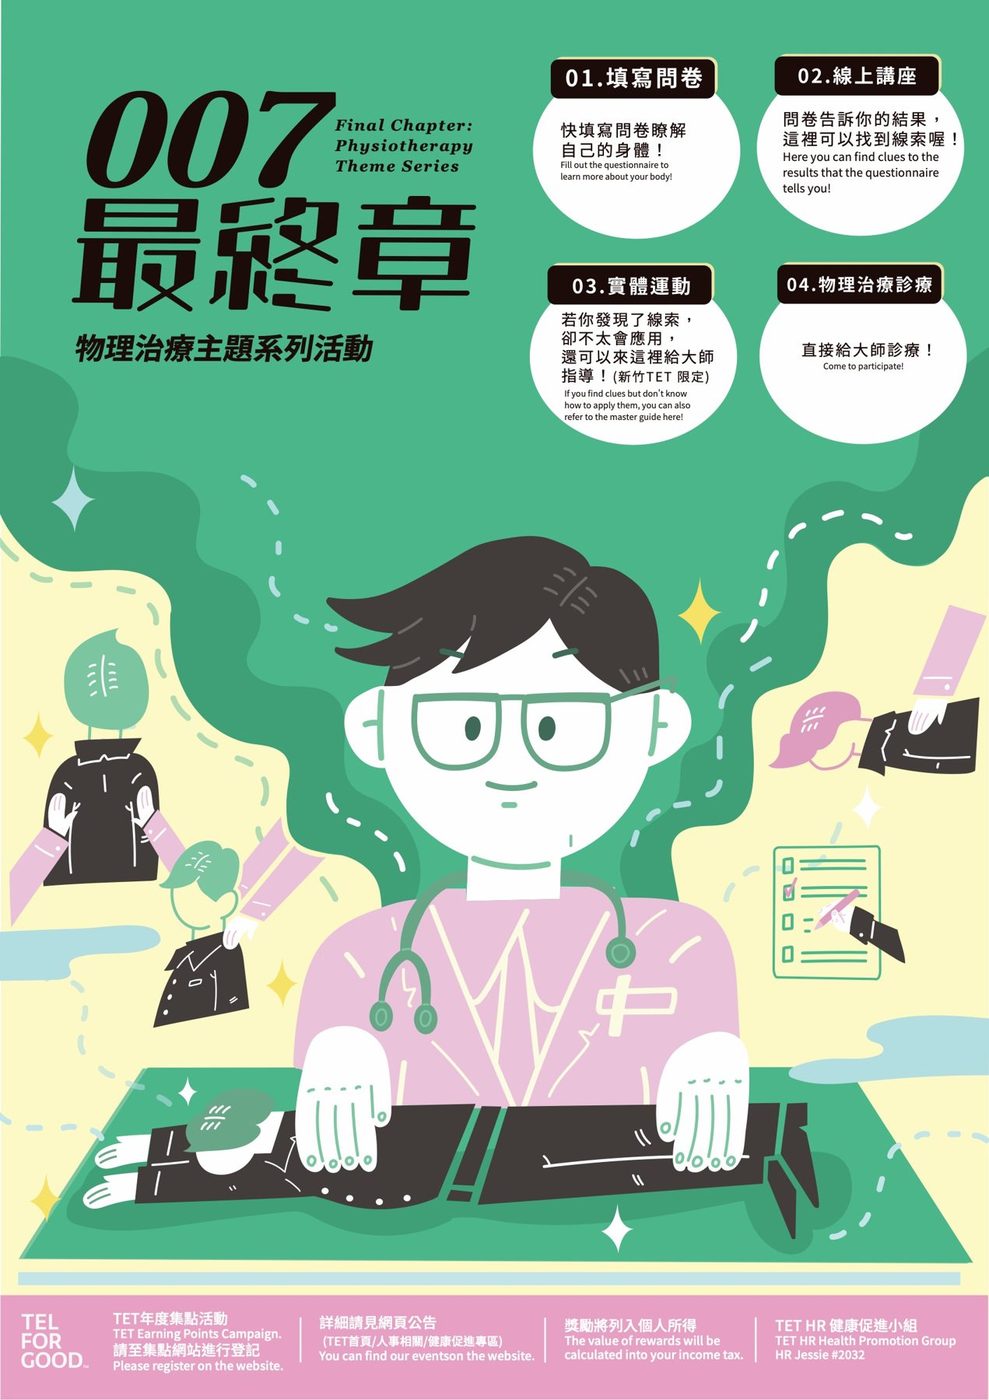 007
Final Chapter:
Physiotherapy
Theme Series
最終章
物理治療主題系列活動
01.填寫問卷
快填寫問卷瞭解
自己的身體！
Fill out the questionnaire to
learn more about your body!
02.線上講座
問卷告訴你的結果，
這裡可以找到線索喔！
Here you can find clues to the
results that the questionnaire
tells you!
03.實體運動
若你發現了線索，
卻不太會應用，
還可以來這裡給大師
指導！(新竹TET 限定)
If you find clues but don't know
how to apply them, you can also
refer to the master guide here!
04.物理治療診療
直接給大師診療！
Come to participate!
TEL
FOR
GOOD™
TET年度集點活動
TET Earning Points Campaign.
請至集點網站進行登記
Please register on the website.
詳細請見網頁公告
(TET首頁/人事相關/健康促進專區)
You can find our eventson the website.
獎勵將列入個人所得
The value of rewards will be
calculated into your income tax.
TET HR 健康促進小組
TET HR Health Promotion Group
HR Jessie #2032